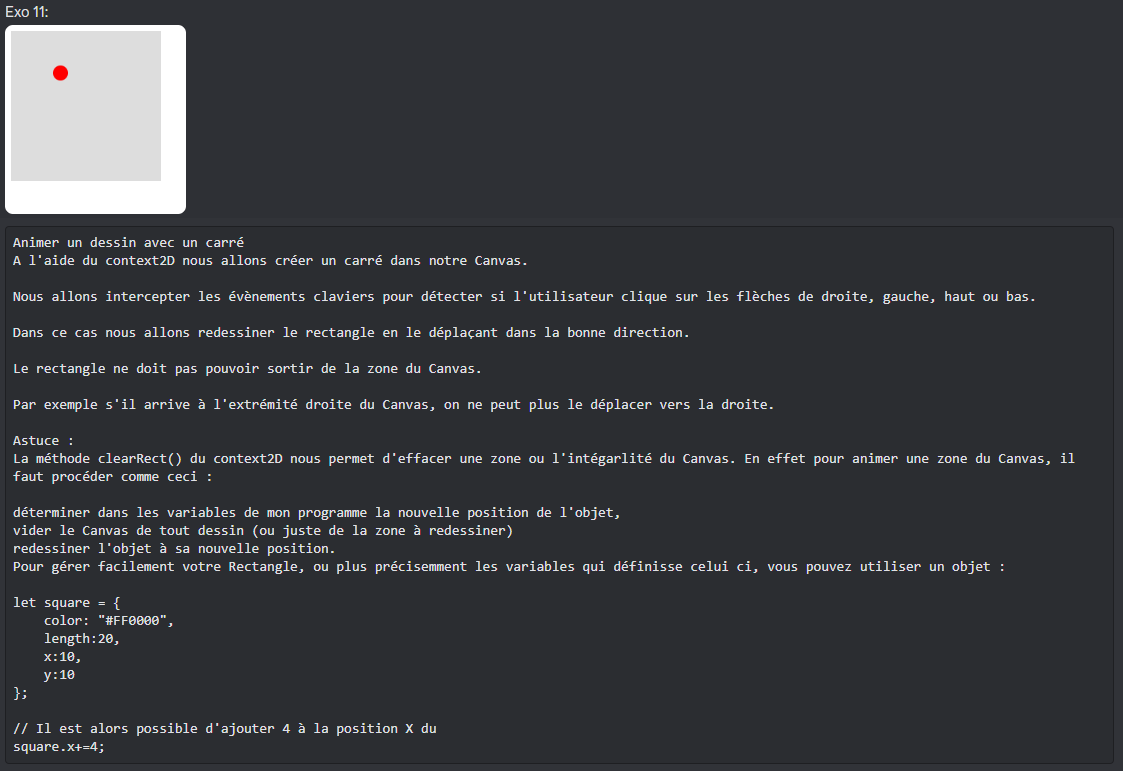 Exo 11:
Animer un dessin avec un carré
A l'aide du context2D nous allons créer un carré dans notre Canvas.
Nous allons intercepter les évènements claviers pour détecter si l'utilisateur clique sur les flèches de droite, gauche, haut ou bas.
Dans ce cas nous allons redessiner le rectangle en le déplaçant dans la bonne direction.
Le rectangle ne doit pas pouvoir sortir de la zone du Canvas.
Par exemple s'il arrive à l'extrémité droite du Canvas, on ne peut plus le déplacer vers la droite.
Astuce :
La méthode clearRect() du context2D nous permet d'effacer une zone ou l'intégarlité du Canvas. En effet pour animer une zone du Canvas, il
faut procéder comme ceci :
déterminer dans les variables de mon programme la nouvelle position de l'objet,
vider le Canvas de tout dessin (ou juste de la zone à redessiner)
redessiner l'objet à sa nouvelle position.
Pour gérer facilement votre Rectangle, ou plus précisemment les variables qui définisse celui ci, vous pouvez utiliser un objet :
let square = {
    color: "#FF0000",
    length:20,
    x:10,
    y:10
};
// Il est alors possible d'ajouter 4 à la position X du
square.x+=4;